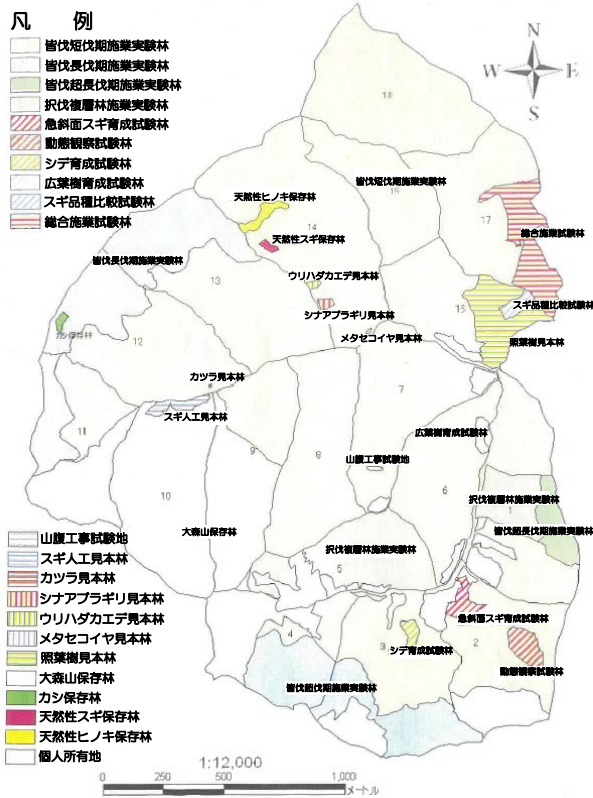 凡 例
皆伐短伐期施業実験林
皆伐長伐期施業実験林
皆伐超長伐期施業実験林
択伐複層林施業実験林
急斜面スギ育成試験林
動態観察試験林
シデ育成試験林
広葉樹育成試験林
スギ品種比較試験林
総合施業試験林
N
W E
S
18
皆伐短伐期施業実験林
16
17
天然性ヒノキ保存林
14
天然性スギ保存林
総合施業試験林
皆伐長伐期施業実験林
13
ウリハダカエデ見本林
シナアブラギリ見本林
15
スギ品種比較試験林
メタセコイヤ見本林
照葉樹見本林
カシ保存林
12
カツラ見本林
スギ人工見本林
7
広葉樹育成試験林
11
9
8
山腹工事試験地
10
6
択伐複層林施業実験林
1
大森山保存林
皆伐超長伐期施業実験林
択伐複層林施業実験林
5
急斜面スギ育成試験林
4
3
シデ育成試験林
2
動態観察試験林
皆伐短伐期施業実験林
山腹工事試験地
スギ人工見本林
カツラ見本林
シナアブラギリ見本林
ウリハダカエデ見本林
メタセコイヤ見本林
照葉樹見本林
大森山保存林
カシ保存林
天然性スギ保存林
天然性ヒノキ保存林
個人所有地
1:12,000
0 250 500 1,000
メートル